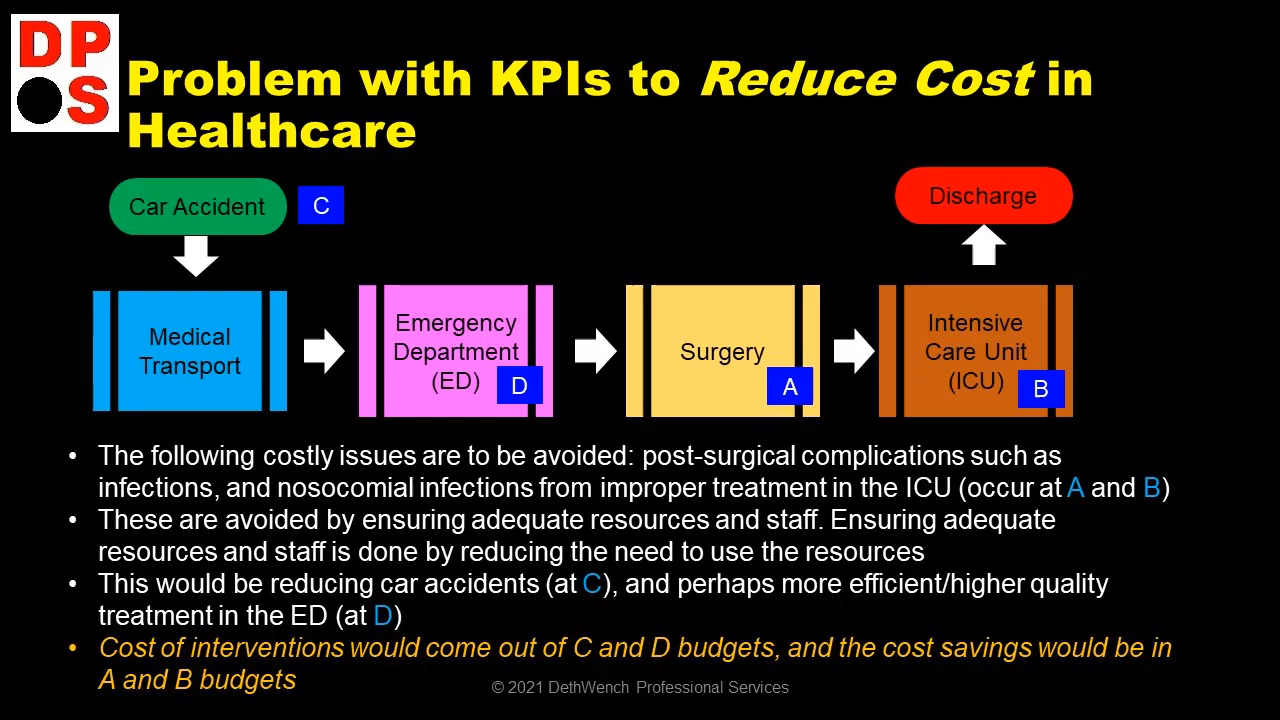 DP
S
Problem with KPIs to Reduce Cost in
Healthcare
Car Accident
C
Discharge
Medical
Transport
Emergency
Department
(ED)
D
Surgery
A
Intensive
Care Unit
(ICU)
B
• The following costly issues are to be avoided: post-surgical complications such as
infections, and nosocomial infections from improper treatment in the ICU (occur at A and B)
• These are avoided by ensuring adequate resources and staff. Ensuring adequate
resources and staff is done by reducing the need to use the resources
• This would be reducing car accidents (at C), and perhaps more efficient/higher quality
treatment in the ED (at D)
• Cost of interventions would come out of C and D budgets, and the cost savings would be in
A and B budgets
© 2021 DethWench Professional Services